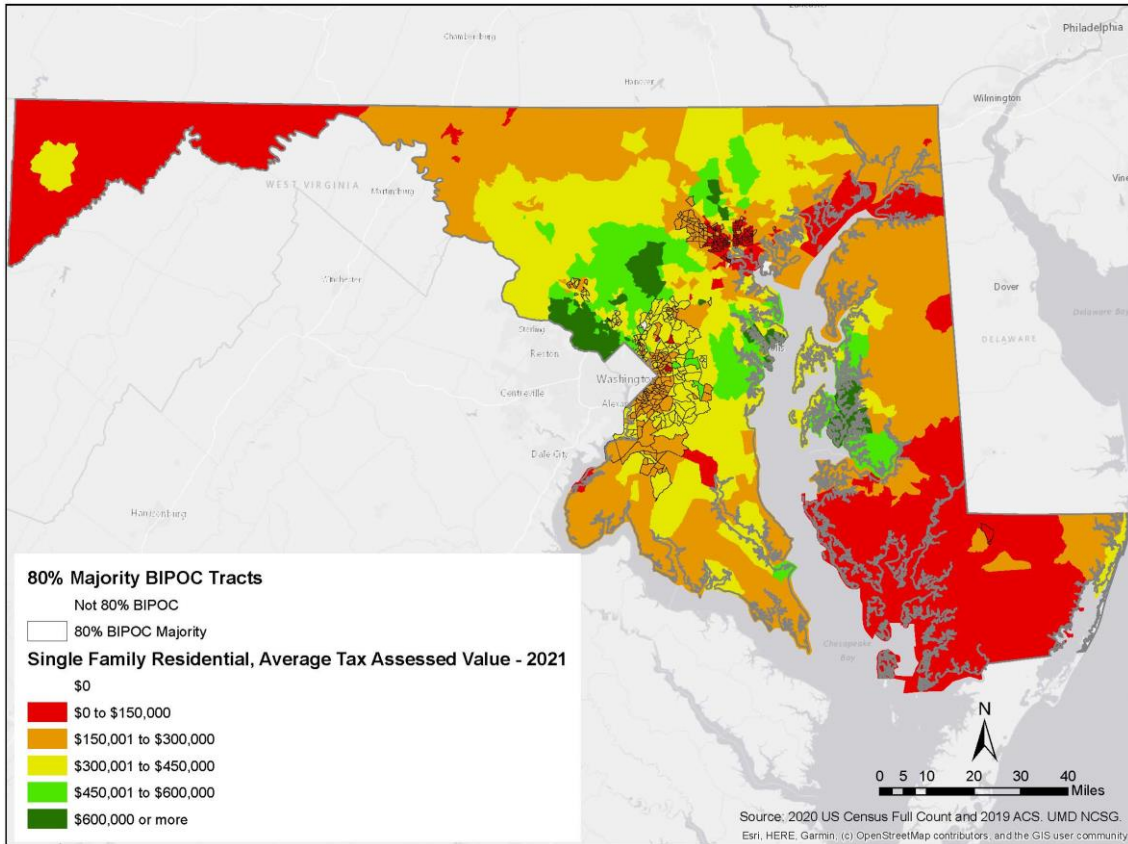 Philadelphia
Chambersburg
Hanover
Wilmington
WEST VIRGINIA
Martinsburg
Winchester
Dover
Delaware Bay
DELAWARE
Sterling
Reston
Washington
Centreville
Dale City
Harrisonburg
Chesapeake
Bay
80% Majority BIPOC Tracts
Not 80% BIPOC
80% BIPOC Majority
Single Family Residential, Average Tax Assessed Value - 2021
$0
$0 to $150,000
$150,001 to $300,000
$300,001 to $450,000
$450,001 to $600,000
$600,000 or more
N
0 5 10 20 30 40
Miles
Source: 2020 US Census Full Count and 2019 ACS. UMD NCSG.
Esri, HERE, Garmin, (c) OpenStreetMap contributors, and the GIS user community